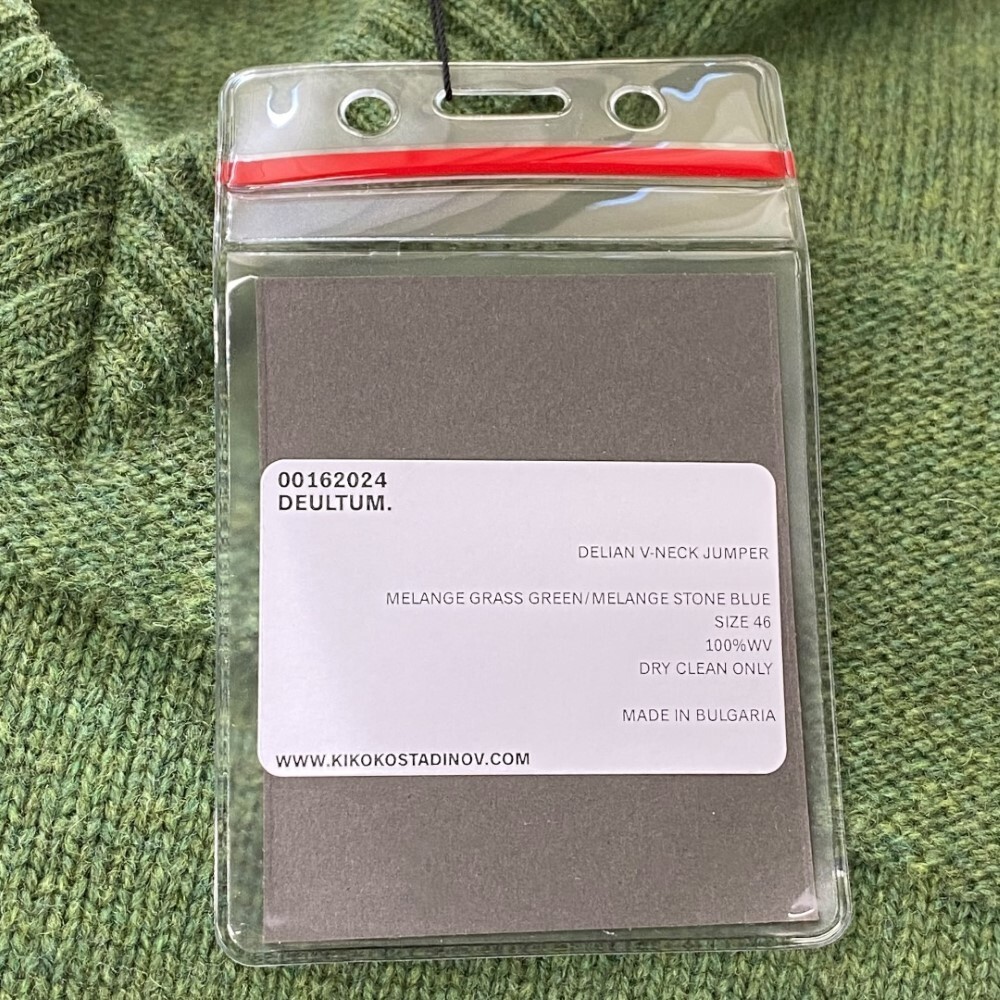 00162024
DEULTUM.
DELIAN V-NECK JUMPER
MELANGE GRASS GREEN/MELANGE STONE BLUE
SIZE 46
100%WV
DRY CLEAN ONLY
MADE IN BULGARIA
WWW.KIKOKOSTADINOV.COM